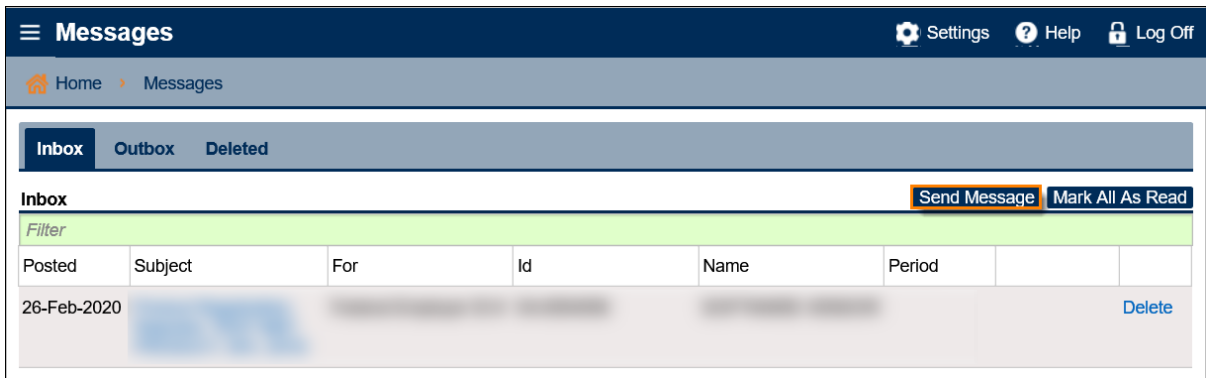 Messages Settings Help Log Off
Home Messages
Inbox Outbox Deleted
Inbox Send Message Mark All As Read
Filter
Posted Subject For Id Name Period
26-Feb-2020 Delete